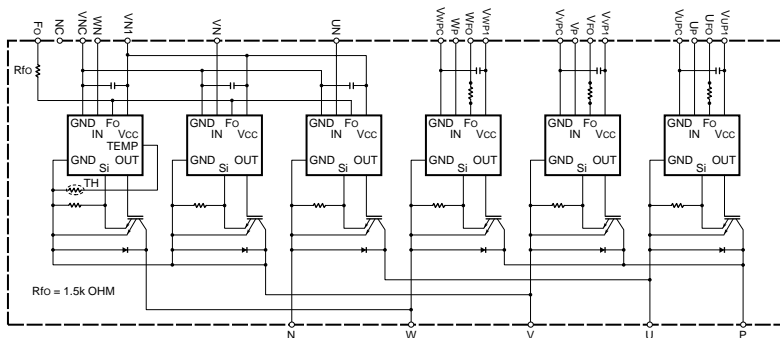 FO NC VNC WN VN1 VN UN VWPC WP WFO VWP1 VVPC VP VFO VVP1 VUPC UP UFO VUP1
RfO
GND FO GND FO GND FO GND FO GND FO GND FO
IN VCC IN VCC IN VCC IN VCC IN VCC IN VCC
TEMP
GND OUT GND OUT GND OUT GND OUT GND OUT GND OUT
Si Si Si Si Si Si
TH
RfO = 1.5k OHM
N W V U P